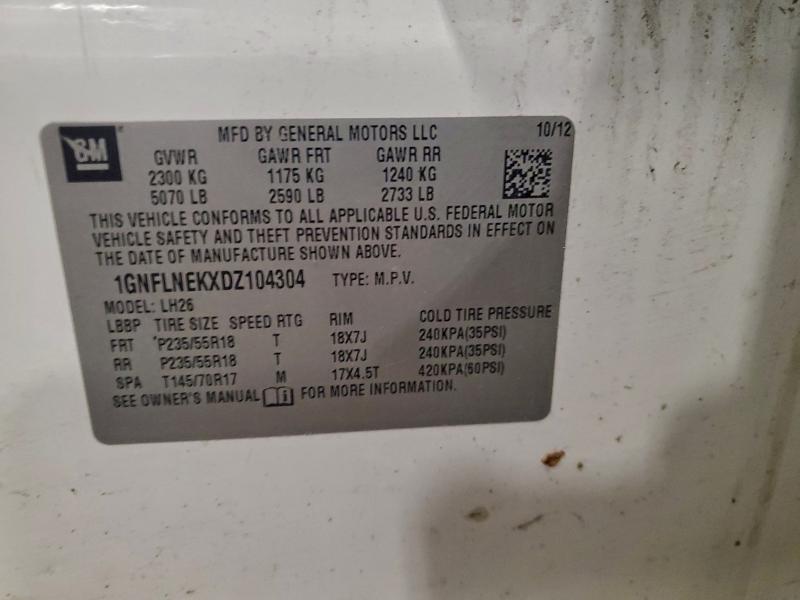 GM MFD BY GENERAL MOTORS LLC 10/12
GVWR GAWR FRT GAWR RR
2300 KG 1175 KG 1240 KG
5070 LB 2590 LB 2733 LB
THIS VEHICLE CONFORMS TO ALL APPLICABLE U.S. FEDERAL MOTOR
VEHICLE SAFETY AND THEFT PREVENTION STANDARDS IN EFFECT ON
THE DATE OF MANUFACTURE SHOWN ABOVE.
1GNFLNEKXDZ104304 TYPE: M.P.V.
MODEL: LH26
LBBP TIRE SIZE SPEED RTG RIM COLD TIRE PRESSURE
FRT P235/55R18 T 18X7J 240KPA(35PSI)
RR P235/55R18 T 18X7J 240KPA(35PSI)
SPA T145/70R17 M 17X4.5T 420KPA(60PSI)
SEE OWNER'S MANUAL FOR MORE INFORMATION.